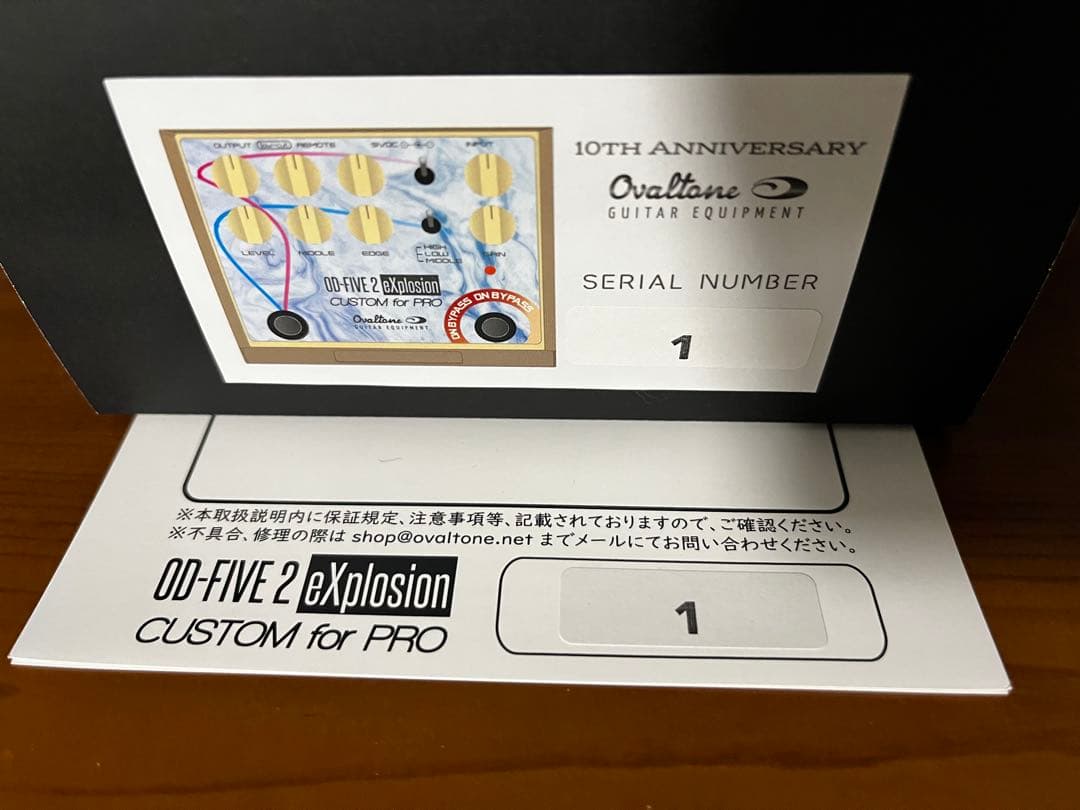 OUTPUT REMOTE 9VDC INPUT
LEVEL MIDDLE EDGE HIGH GAIN
LOW
MIDDLE
OD-FIVE 2 eXplosion
CUSTOM for PRO
Ovaltone
GUITAR EQUIPMENT
ON BYPASS ON BYPASS
10TH ANNIVERSARY
Ovaltone
GUITAR EQUIPMENT
SERIAL NUMBER
1
※本取扱説明内に保証規定、注意事項等、記載されておりますので、ご確認ください。
※不具合、修理の際は shop@ovaltone.net までメールにてお問い合わせください。
OD-FIVE 2 eXplosion
CUSTOM for PRO
1